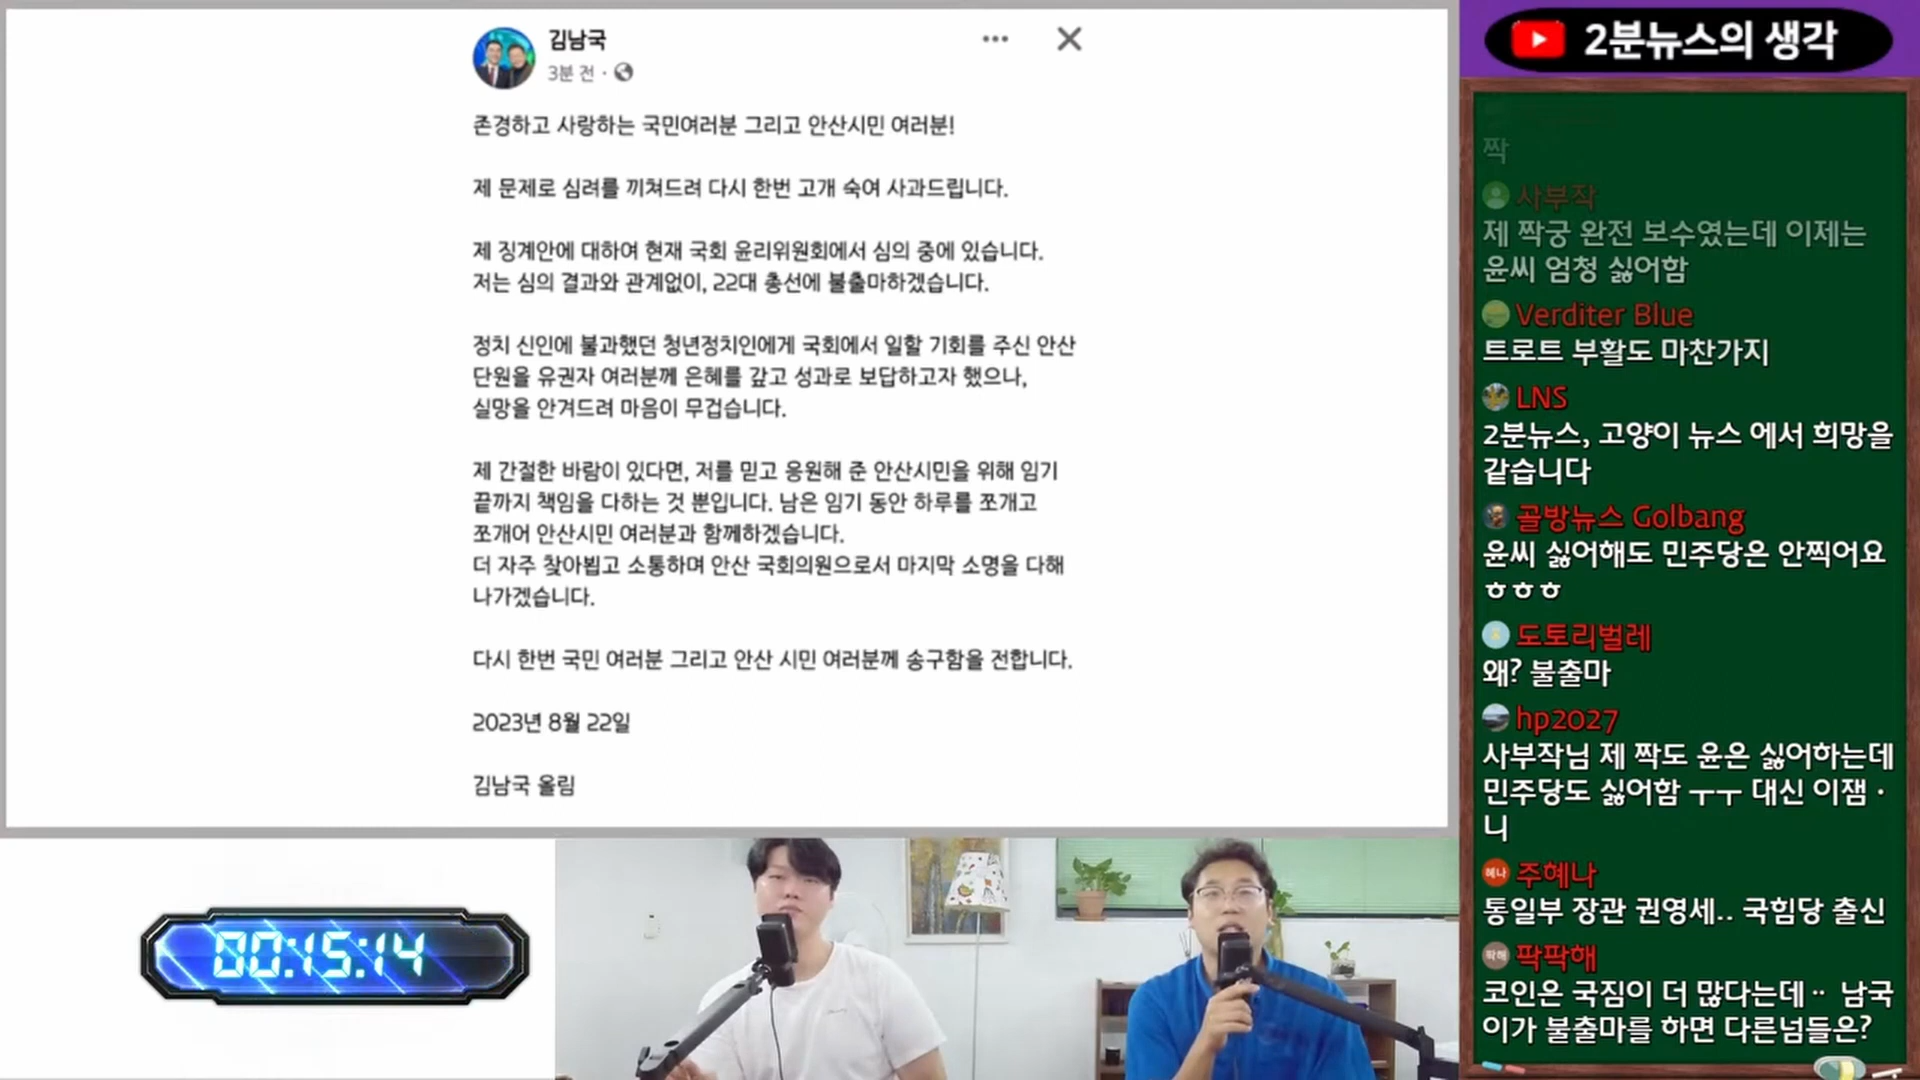 김남국
3분 전 ·
존경하고 사랑하는 국민여러분 그리고 안산시민 여러분!
제 문제로 심려를 끼쳐드려 다시 한번 고개 숙여 사과드립니다.
제 징계안에 대하여 현재 국회 윤리위원회에서 심의 중에 있습니다.
저는 심의 결과와 관계없이, 22대 총선에 불출마하겠습니다.
정치 신인에 불과했던 청년정치인에게 국회에서 일할 기회를 주신 안산
단원을 유권자 여러분께 은혜를 갚고 성과로 보답하고자 했으나,
실망을 안겨드려 마음이 무겁습니다.
제 간절한 바람이 있다면, 저를 믿고 응원해 준 안산시민을 위해 임기
끝까지 책임을 다하는 것 뿐입니다. 남은 임기 동안 하루를 쪼개고
쪼개어 안산시민 여러분과 함께하겠습니다.
더 자주 찾아뵙고 소통하며 안산 국회의원으로서 마지막 소명을 다해
나가겠습니다.
다시 한번 국민 여러분 그리고 안산 시민 여러분께 송구함을 전합니다.
2023년 8월 22일
김남국 올림
00:15:14
2분뉴스의 생각
짝
사부작
제 짝궁 완전 보수였는데 이제는
윤씨 엄청 싫어함
Verditer Blue
트로트 부활도 마찬가지
LNS
2분뉴스, 고양이 뉴스 에서 희망을
같습니다
골방뉴스 Golbang
윤씨 싫어해도 민주당은 안찍어요
ㅎㅎㅎ
도토리벌레
왜? 불출마
hp2027
사부작님 제 짝도 윤은 싫어하는데
민주당도 싫어함 ㅜㅜ 대신 이잼 ·
니
혜나 주혜나
통일부 장관 권영세.. 국힘당 출신
팍해 팍팍해
코인은 국짐이 더 많다는데 ·· 남국
이가 불출마를 하면 다른넘들은?